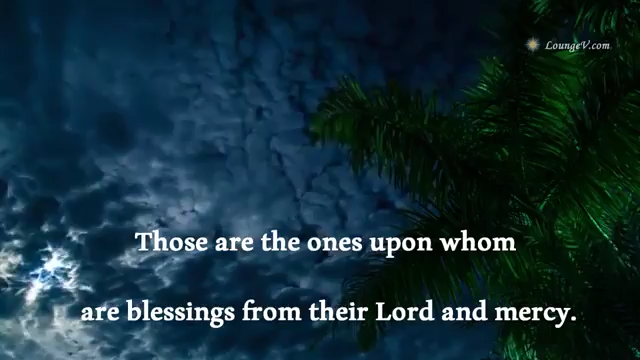 LoungeV.com
Those are the ones upon whom
are blessings from their Lord and mercy.